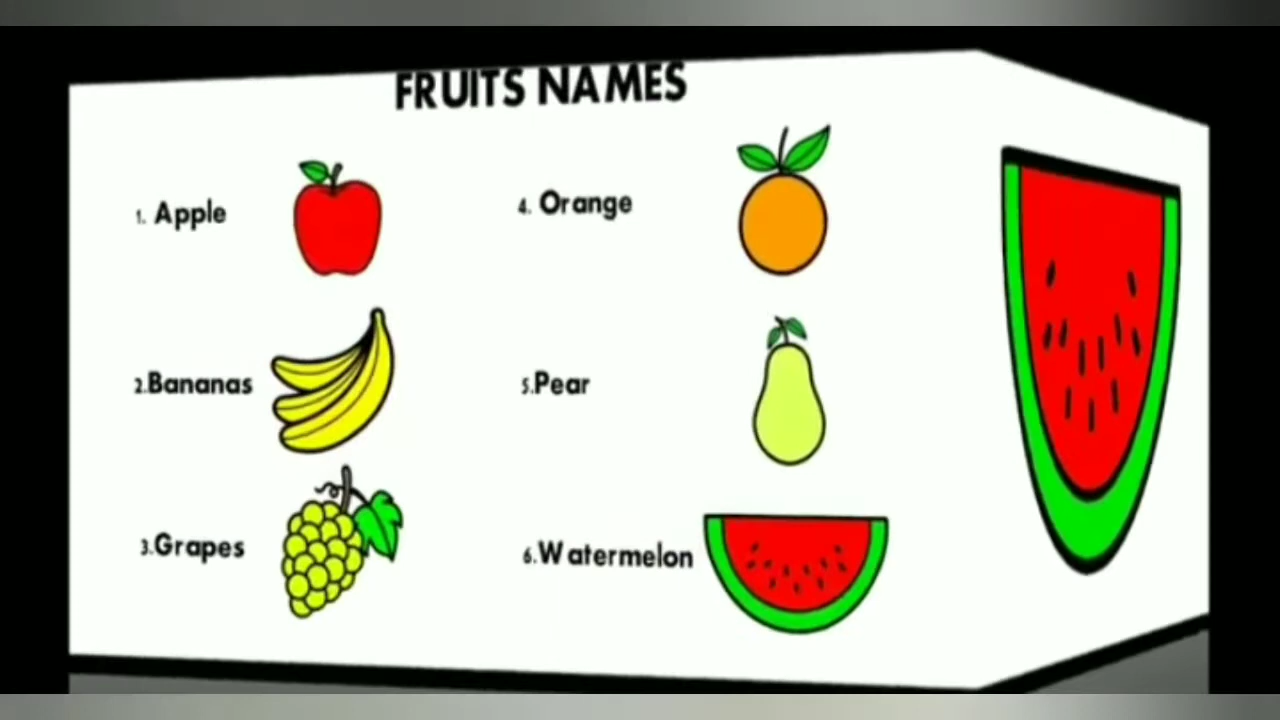 FRUITS NAMES
1. Apple
2.Bananas
3.Grapes
4. Orange
5.Pear
6.Watermelon